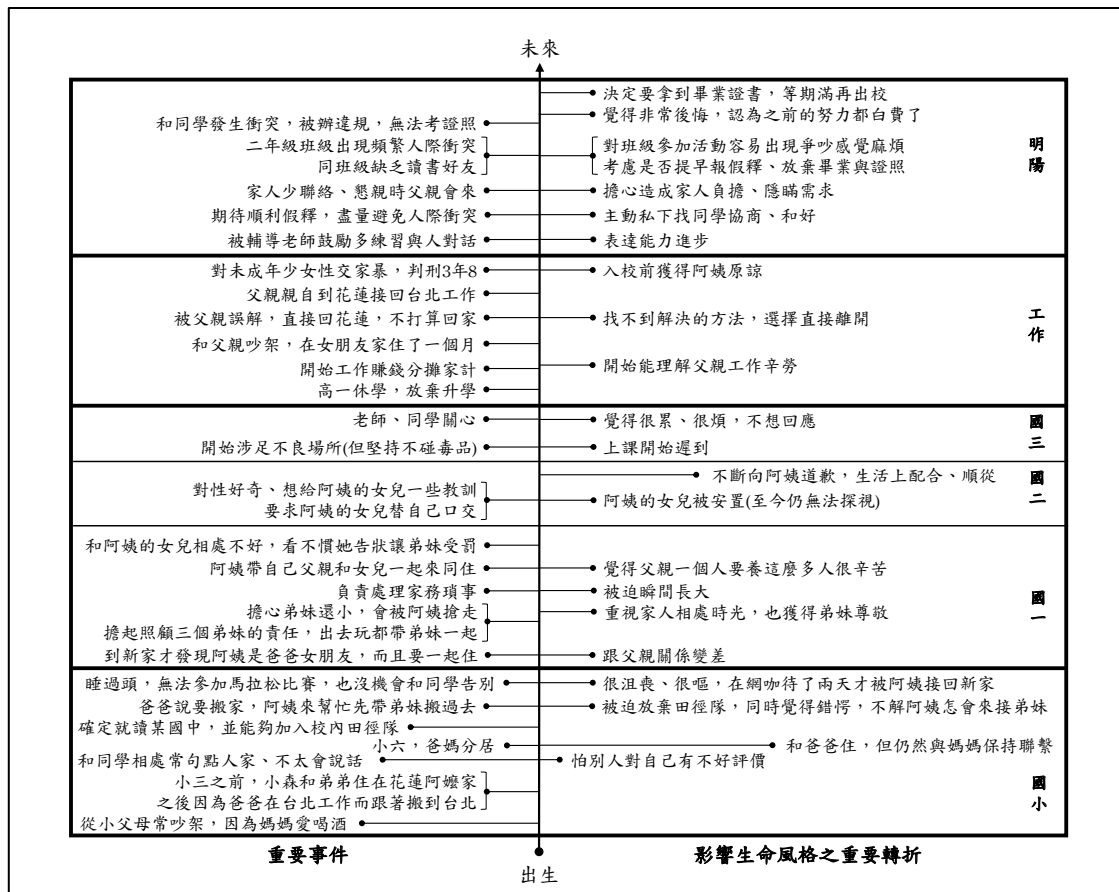 未來
決定要拿到畢業證書，等期滿再出校
覺得非常後悔，認為之前的努力都白費了
和同學發生衝突，被辦違規，無法考證照
二年級班級出現頻繁人際衝突
對班級參加活動容易出現爭吵感覺麻煩
同班級缺乏讀書好友
考慮是否提早報假釋、放棄畢業與證照
明陽
家人少聯絡、懇親時父親會來
擔心造成家人負擔、隱瞞需求
期待順利假釋，盡量避免人際衝突
主動私下找同學協商、和好
被輔導老師鼓勵多練習與人對話
表達能力進步
對未成年少女性交家暴，判刑3年8
入校前獲得阿姨原諒
父親親自到花蓮接回台北工作
被父親誤解，直接回花蓮，不打算回家
找不到解決的方法，選擇直接離開
工作
和父親吵架，在女朋友家住了一個月
開始工作賺錢分攤家計
開始能理解父親工作辛勞
高一休學，放棄升學
老師、同學關心
覺得很累、很煩，不想回應
國三
開始涉足不良場所(但堅持不碰毒品)
上課開始遲到
不斷向阿姨道歉，生活上配合、順從
對性好奇、想給阿姨的女兒一些教訓
要求阿姨的女兒替自己口交
阿姨的女兒被安置(至今仍無法探視)
國二
和阿姨的女兒相處不好，看不慣她告狀讓弟妹受罰
阿姨帶自己父親和女兒一起來同住
覺得父親一個人要養這麼多人很辛苦
負責處理家務瑣事
被迫瞬間長大
擔心弟妹還小，會被阿姨搶走
重視家人相處時光，也獲得弟妹尊敬
擔起照顧三個弟妹的責任，出去玩都帶弟妹一起
國一
到新家才發現阿姨是爸爸女朋友，而且要一起住
跟父親關係變差
睡過頭，無法參加馬拉松比賽，也沒機會和同學告別
很沮喪、很嘔，在網咖待了兩天才被阿姨接回新家
爸爸說要搬家，阿姨來幫忙先帶弟妹搬過去
被迫放棄田徑隊，同時覺得錯愕，不解阿姨怎會來接弟妹
確定就讀某國中，並能夠加入校內田徑隊
小六，爸媽分居
和爸爸住，但仍然與媽媽保持聯繫
和同學相處常句點人家、不太會說話
怕別人對自己有不好評價
小三之前，小森和弟弟住在花蓮阿嬤家
之後因為爸爸在台北工作而跟著搬到台北
國小
從小父母常吵架，因為媽媽愛喝酒
重要事件
影響生命風格之重要轉折
出生